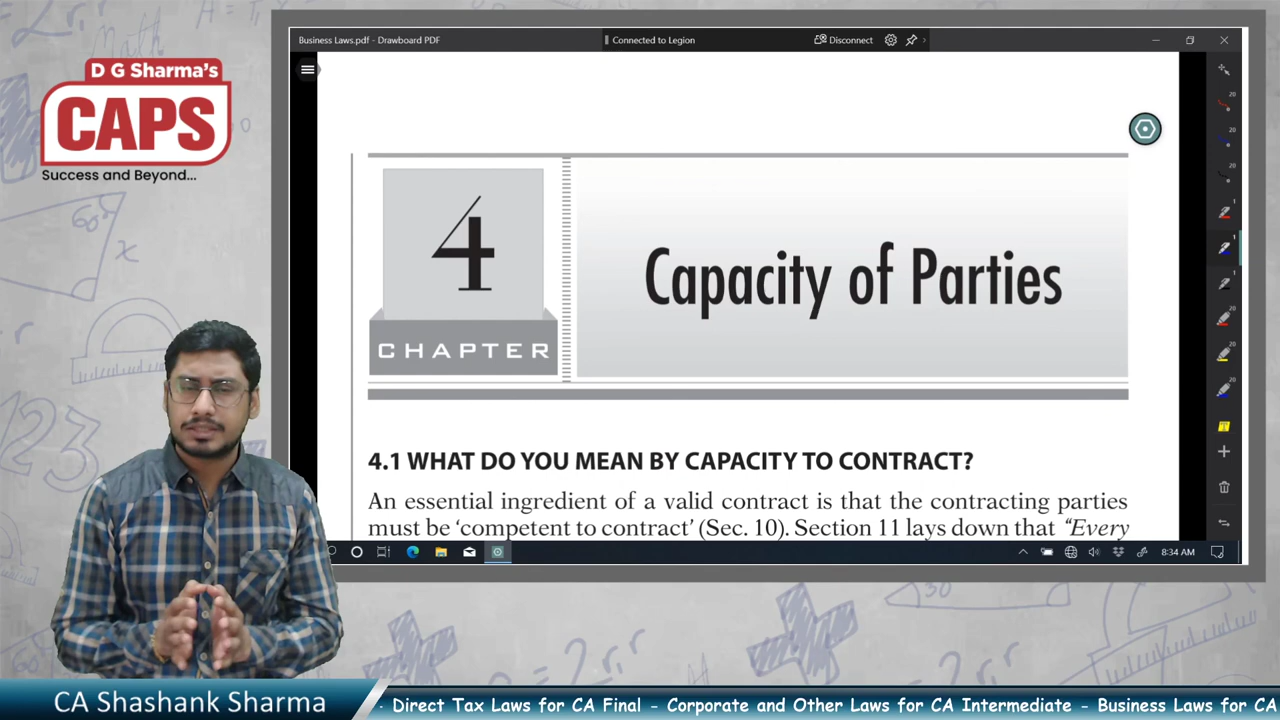 D G Sharma's
CAPS
Success and Beyond...
Business Laws.pdf - Drawboard PDF
Connected to Legion
Disconnect
4
CHAPTER
Capacity of Parties
4.1 WHAT DO YOU MEAN BY CAPACITY TO CONTRACT?
An essential ingredient of a valid contract is that the contracting parties
must be ‘competent to contract’ (Sec. 10). Section 11 lays down that “Every
8:34 AM
CA Shashank Sharma
- Direct Tax Laws for CA Final - Corporate and Other Laws for CA Intermediate - Business Laws for CA